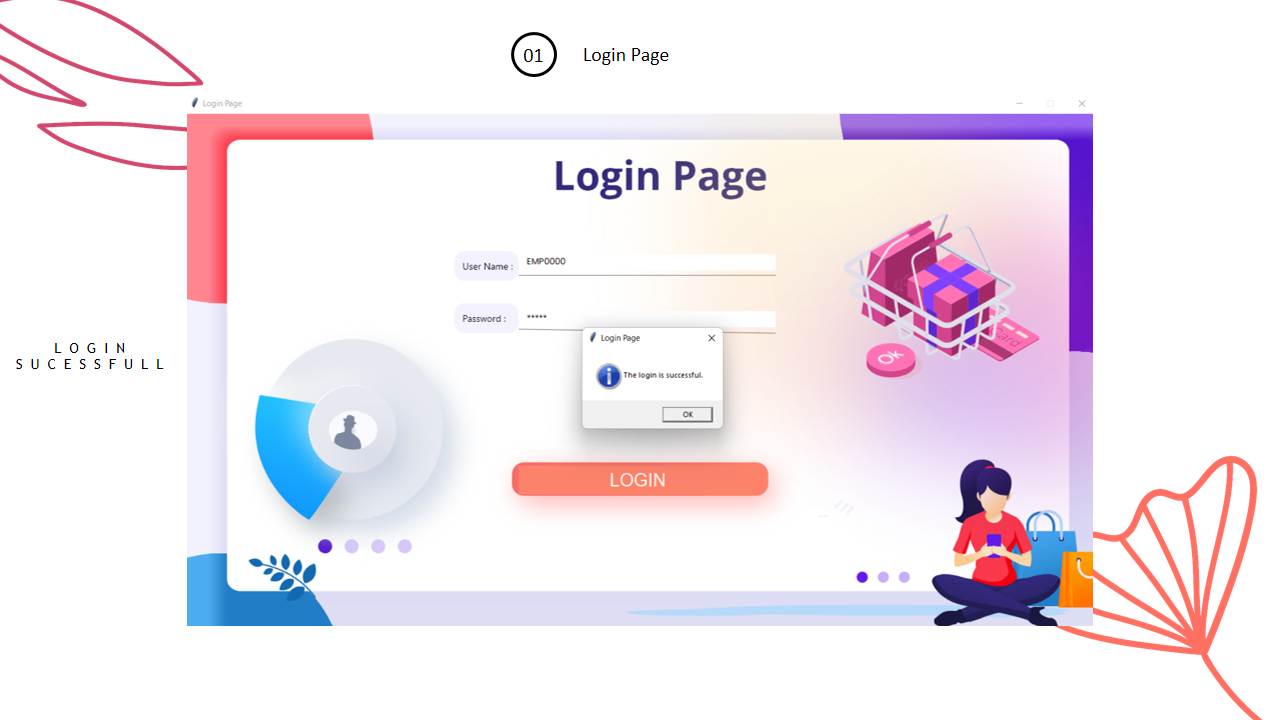 01 Login Page
Login Page
Login Page
User Name : EMP0000
Password : *****
Login Page
The login is successful.
OK
LOGIN
SUCESSFULL
LOGIN
OK
card